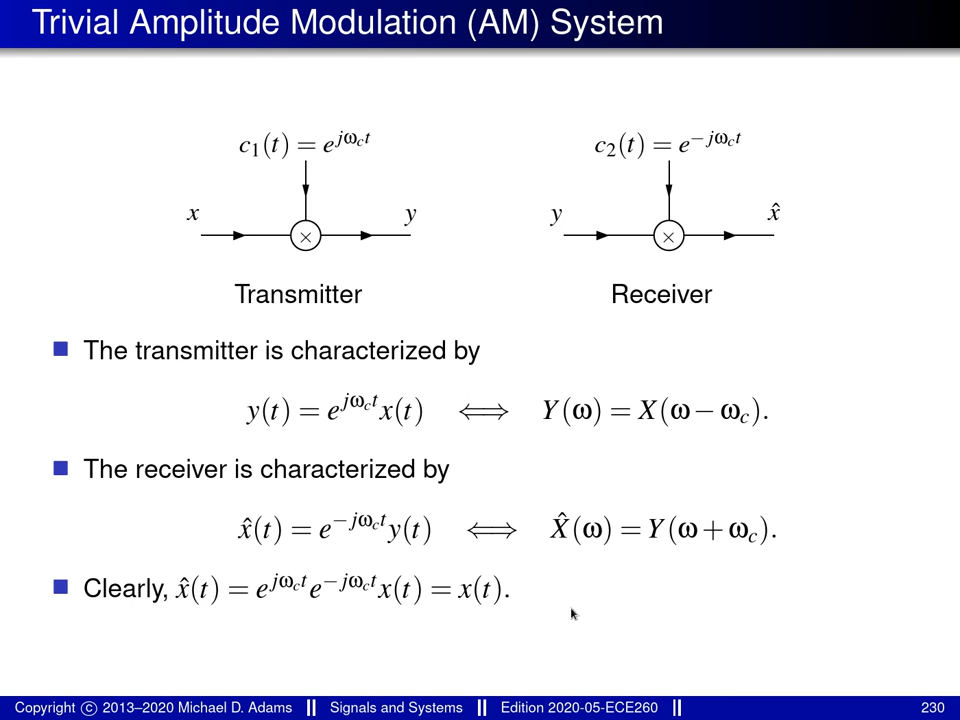 Trivial Amplitude Modulation (AM) System
c₁(t) = e^{jω_c t}
c₂(t) = e^{−jω_c t}
x y y x̂
× ×
Transmitter Receiver
The transmitter is characterized by
y(t) = e^{jω_c t}x(t) ⟺ Y(ω) = X(ω − ω_c).
The receiver is characterized by
x̂(t) = e^{−jω_c t}y(t) ⟺ X̂(ω) = Y(ω + ω_c).
Clearly, x̂(t) = e^{jω_c t}e^{−jω_c t}x(t) = x(t).
Copyright © 2013–2020 Michael D. Adams Signals and Systems Edition 2020-05-ECE260 230